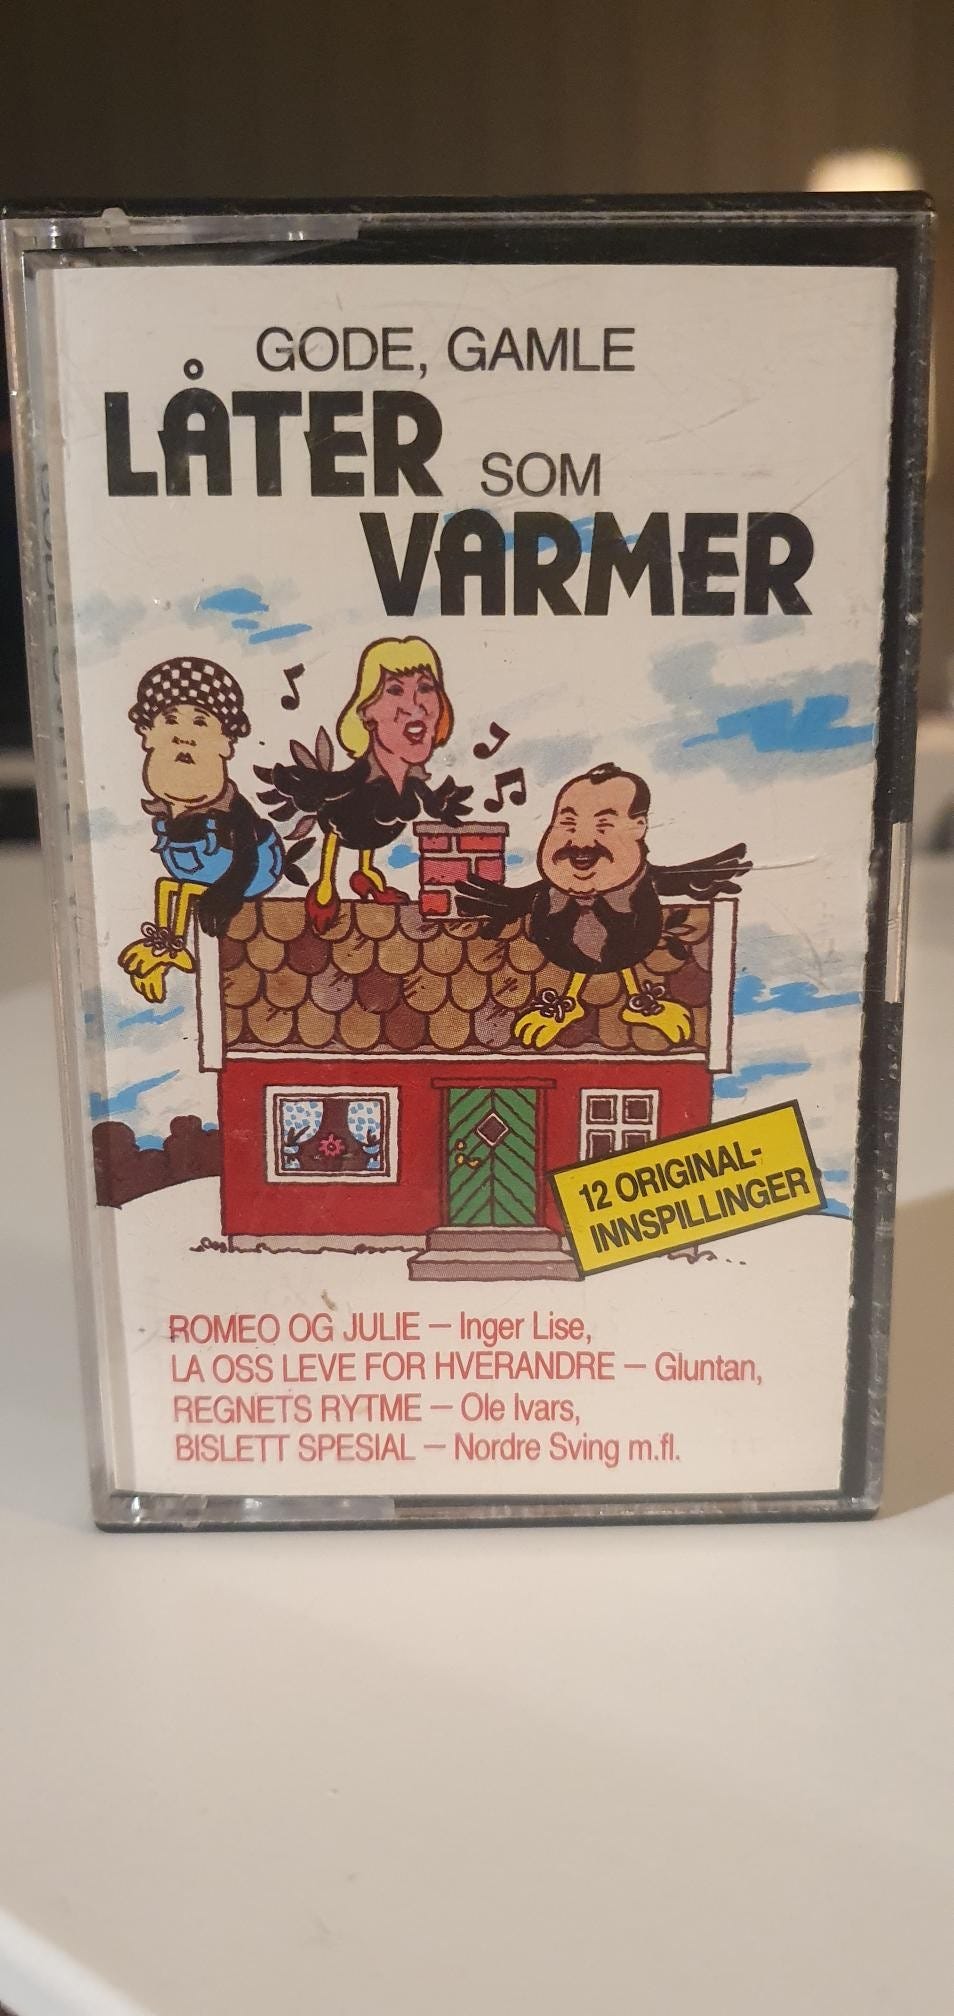 GODE, GAMLE
LÅTER SOM
VARMER
12 ORIGINAL-
INNSPILLINGER
ROMEO OG JULIE – Inger Lise,
LA OSS LEVE FOR HVERANDRE – Gluntan,
REGNETS RYTME – Ole Ivars,
BISLETT SPESIAL – Nordre Sving m.fl.